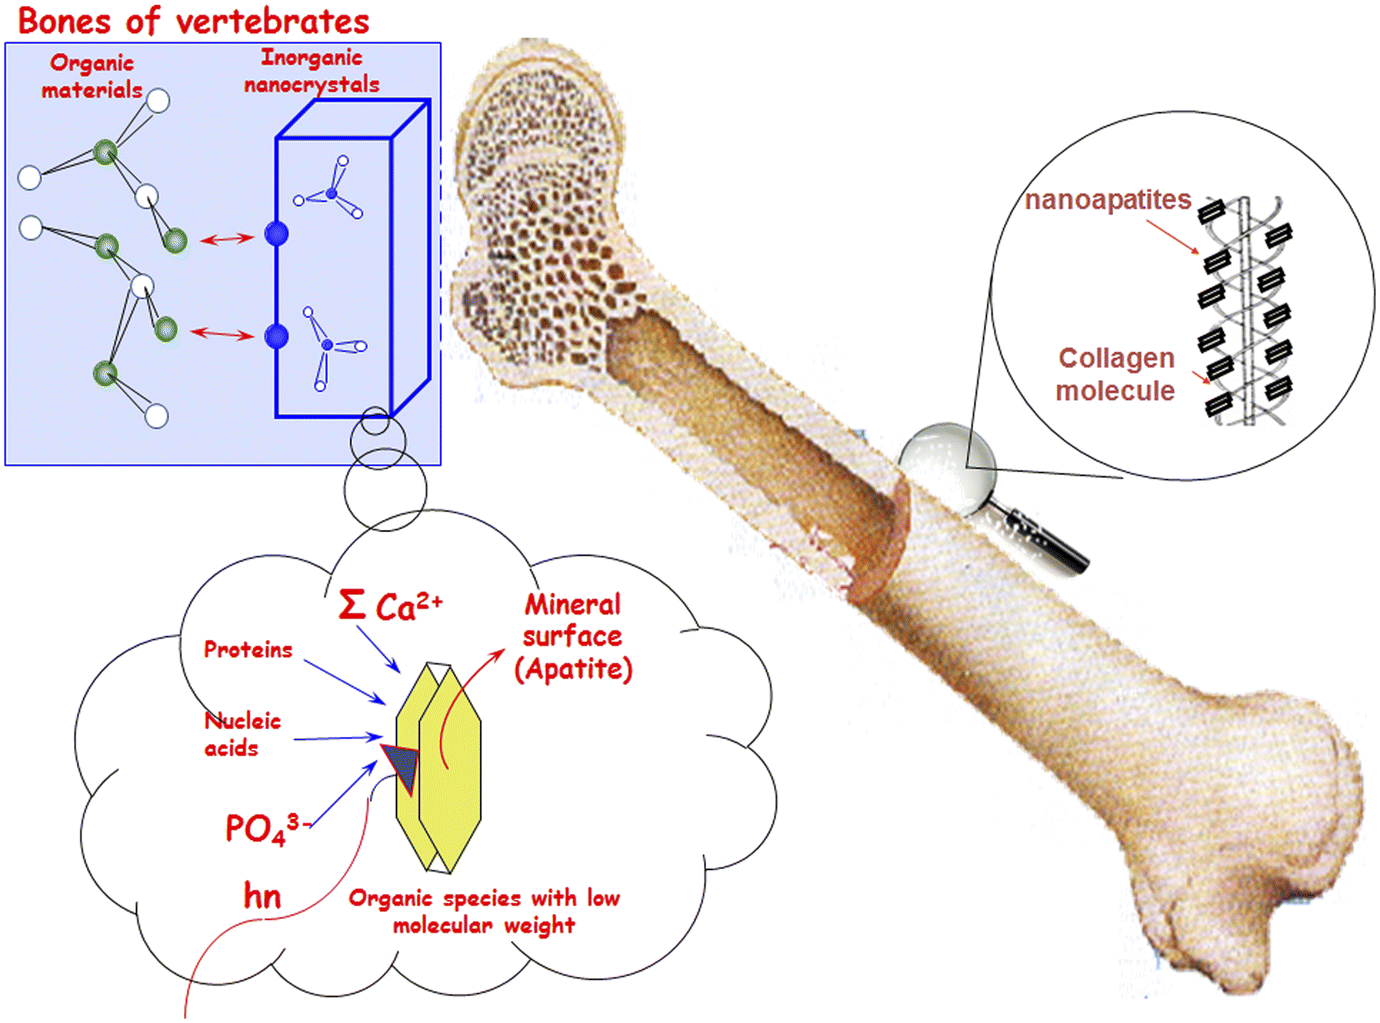 Bones of vertebrates
Organic
materials
Inorganic
nanocrystals
nanoapatites
Collagen
molecule
Σ Ca²⁺
Proteins
Nucleic
acids
PO₄³⁻
hn
Mineral
surface
(Apatite)
Organic species with low
molecular weight